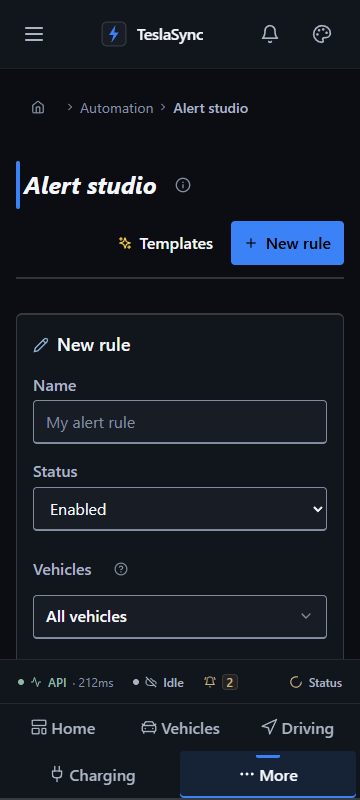 TeslaSync
Automation Alert studio
Alert studio
Templates + New rule
New rule
Name
My alert rule
Status
Enabled
Vehicles
All vehicles
API · 212ms Idle 2 Status
Home Vehicles Driving
Charging More